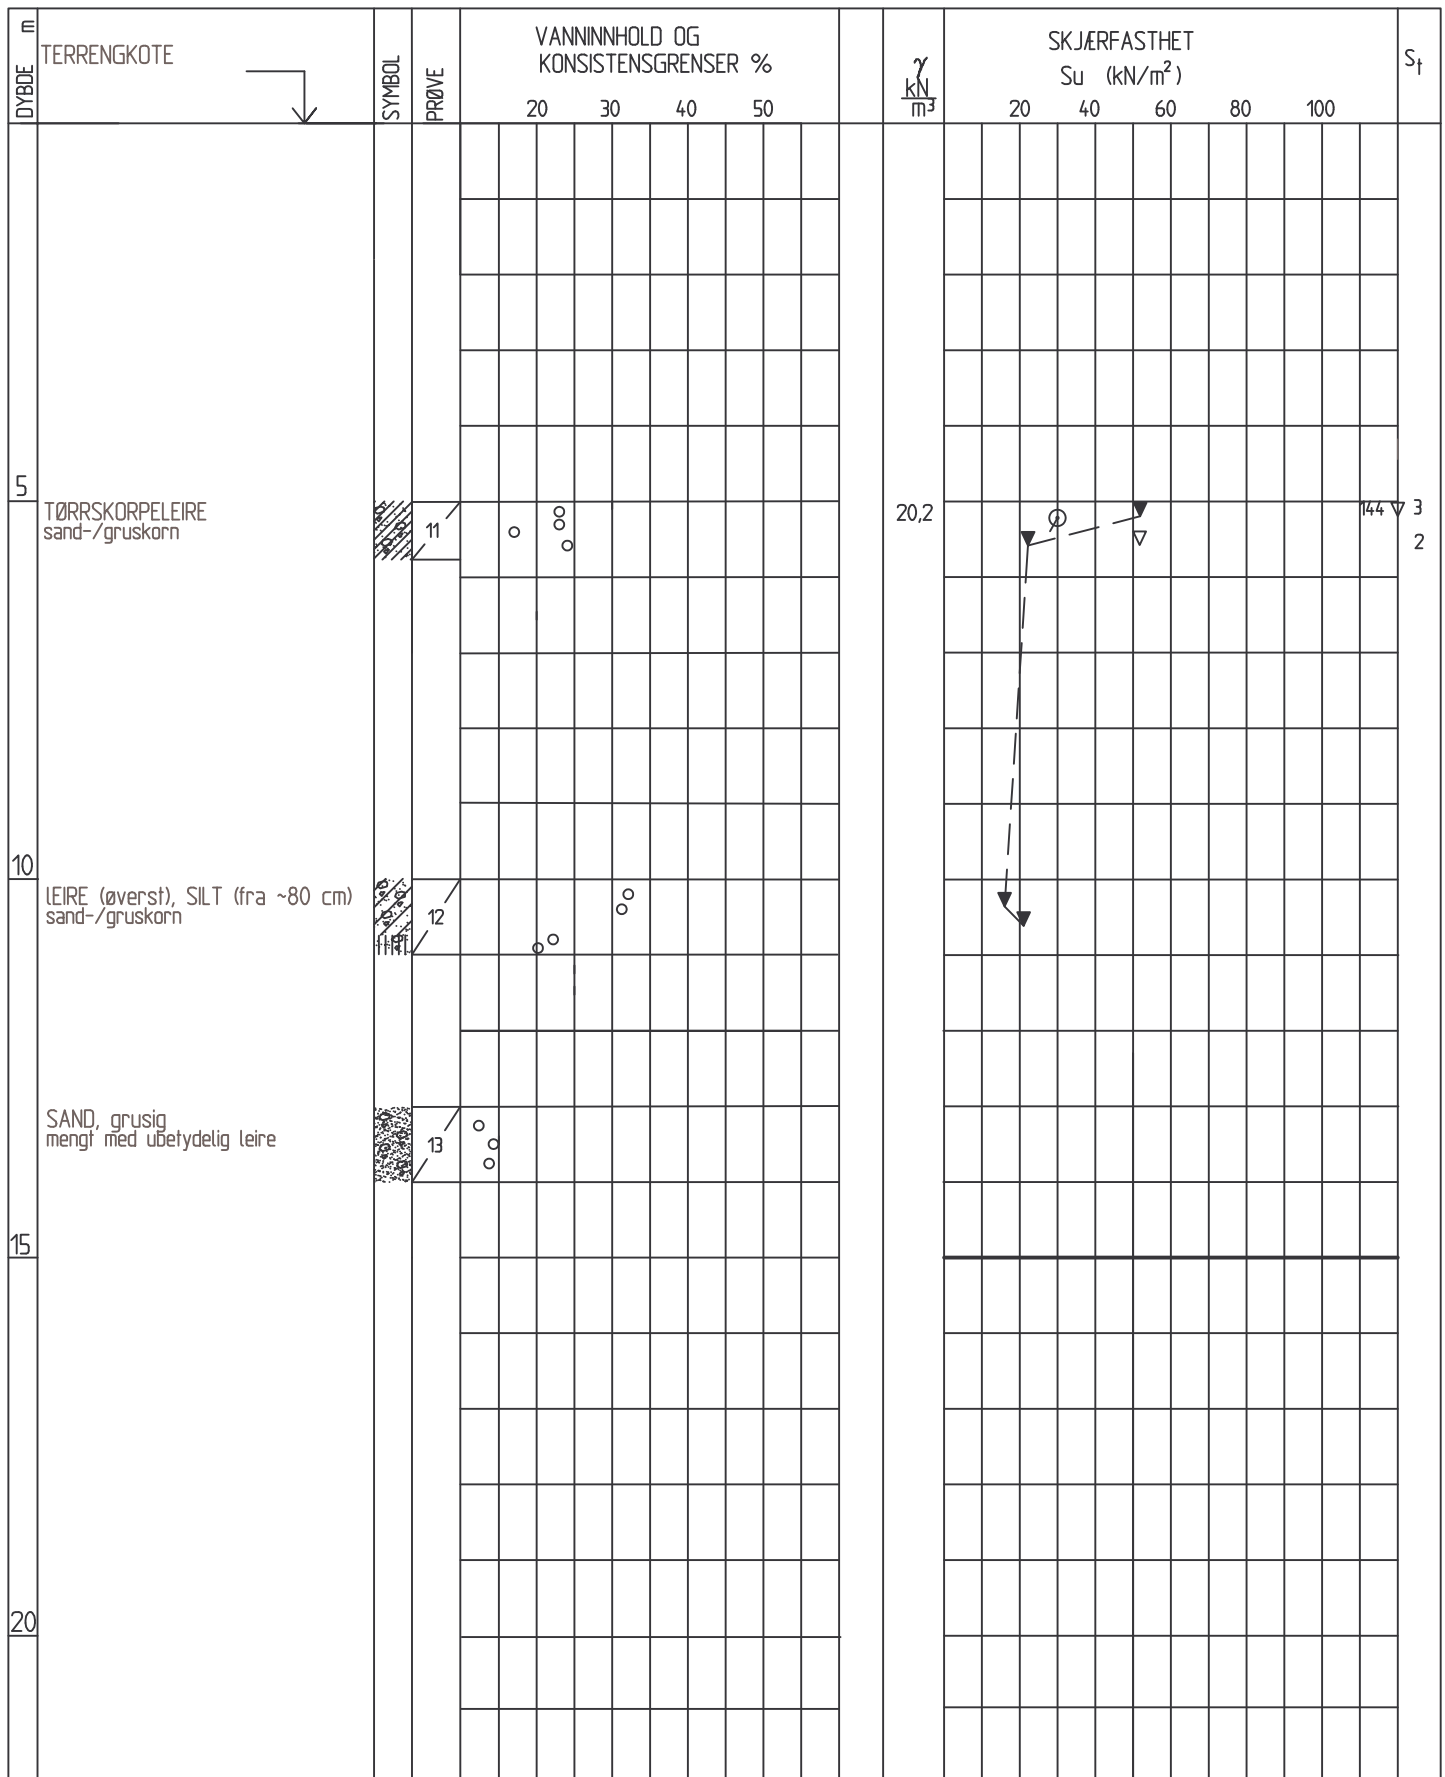 DYBDE m
TERRENGKOTE
SYMBOL
PRØVE
VANNINNHOLD OG
KONSISTENSGRENSER %
20 30 40 50
γ
kN
m³
SKJÆRFASTHET
Su (kN/m²)
20 40 60 80 100
St
5
TØRRSKORPELEIRE
sand-/gruskorn
11
20,2
144
3
2
10
lEIRE (øverst), SILT (fra ~80 cm)
sand-/gruskorn
12
SAND, grusig
mengt med ubetydelig leire
13
15
20